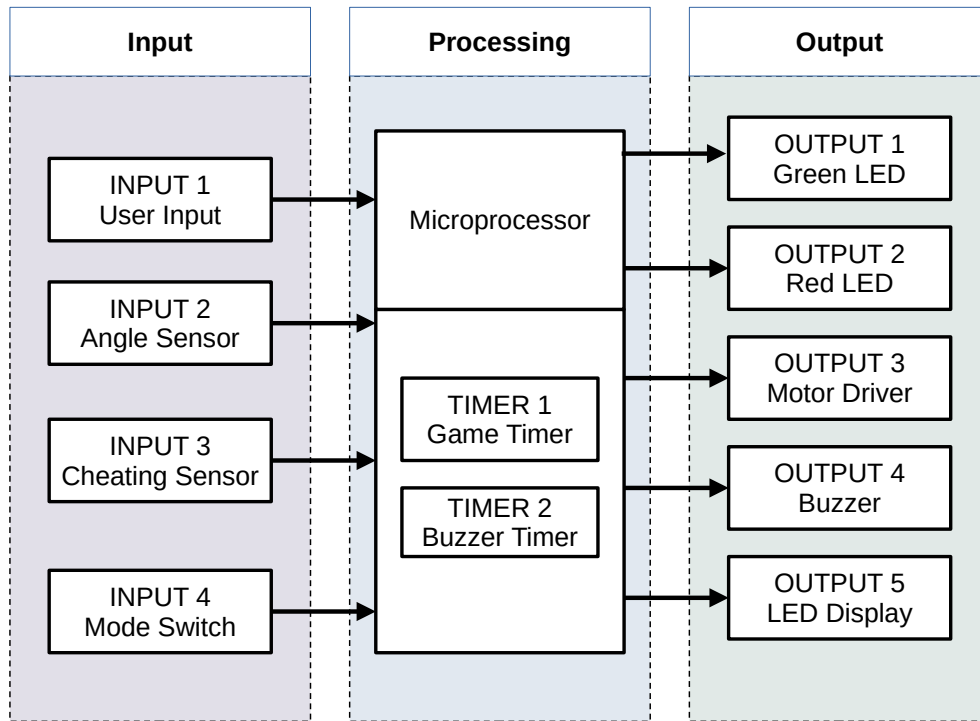 Input
Processing
Output
INPUT 1
User Input
INPUT 2
Angle Sensor
INPUT 3
Cheating Sensor
INPUT 4
Mode Switch
Microprocessor
TIMER 1
Game Timer
TIMER 2
Buzzer Timer
OUTPUT 1
Green LED
OUTPUT 2
Red LED
OUTPUT 3
Motor Driver
OUTPUT 4
Buzzer
OUTPUT 5
LED Display